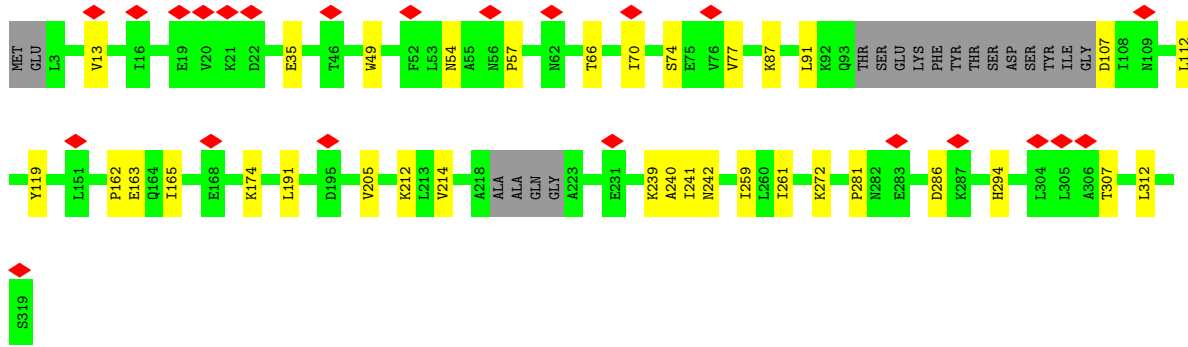 MET GLU L3 V13 I16 E19 V20 K21 D22 E35 T46 W49 F52 L53 N54 A55 N56 P57 N62 T66 I70 S74 E75 V76 V77 K87 L91 K92 Q93 THR SER GLU LYS PHE TYR THR SER ASP SER TYR ILE GLY D107 I108 N109 L112
Y119 L151 P162 E163 Q164 I165 E168 K174 L191 D195 V205 K212 L213 V214 A218 ALA ALA GLN GLY A223 E231 K239 A240 I241 N242 I259 L260 I261 K272 P281 N282 E283 D286 K287 H294 L304 L305 A306 T307 L312
S319